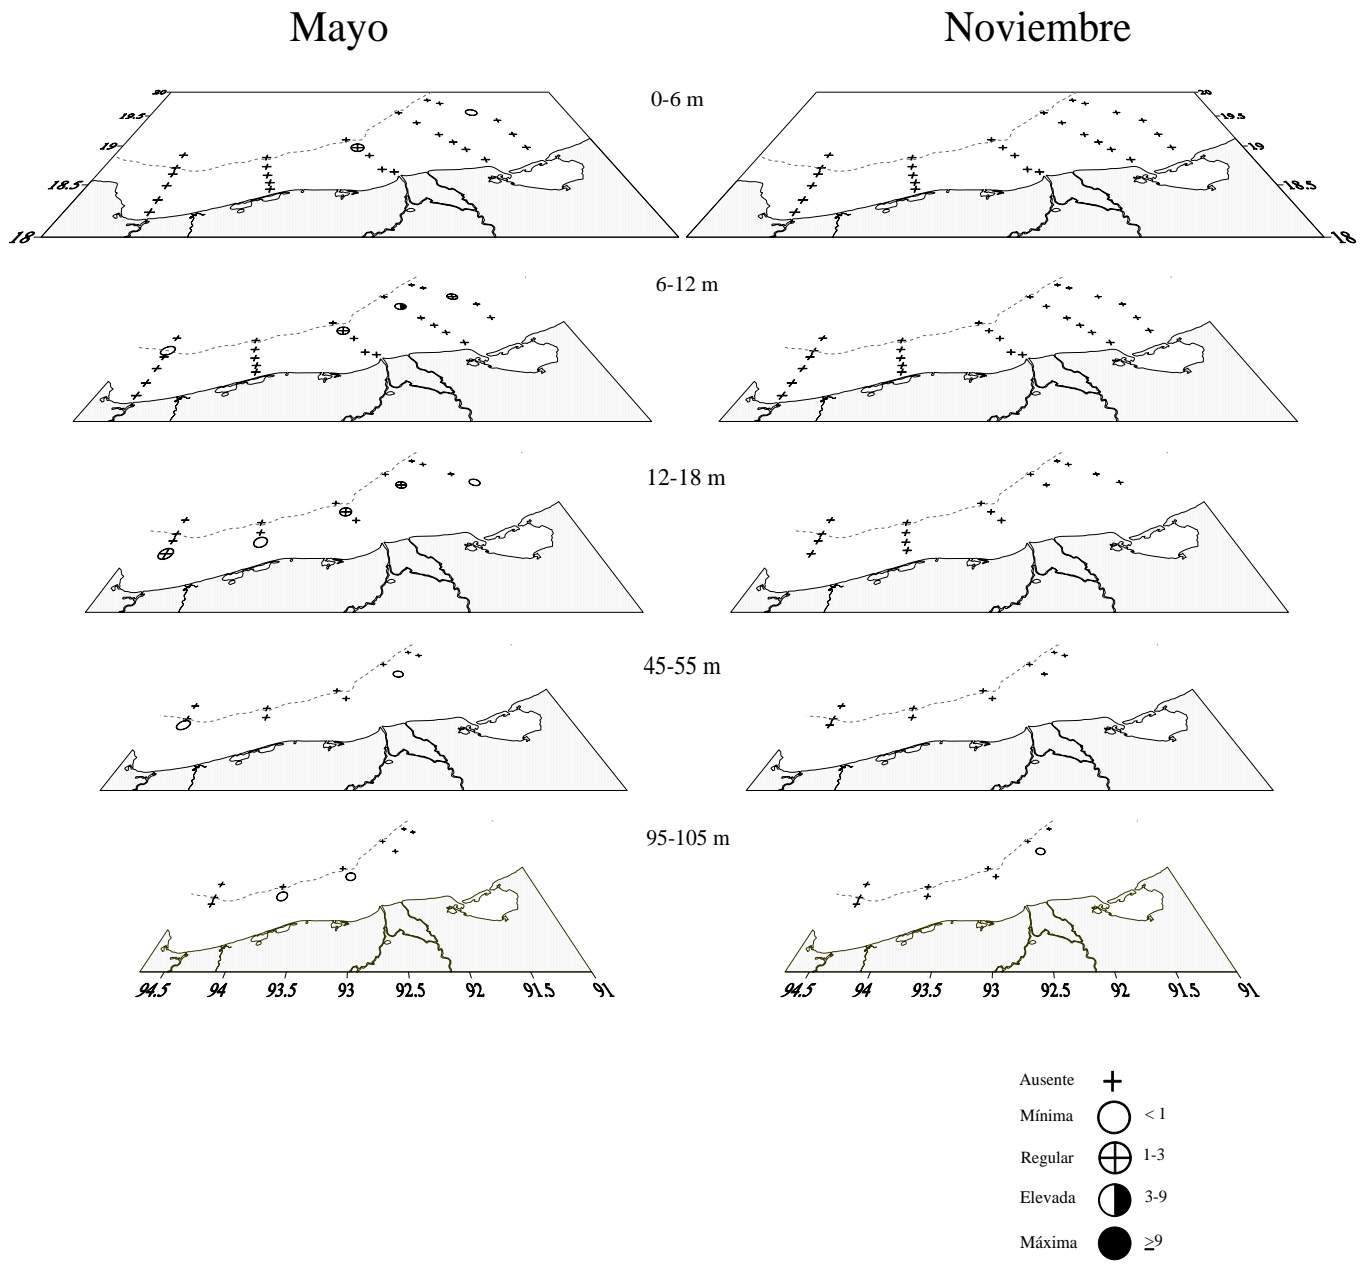 Mayo
Noviembre
0-6 m
20
19.5
19
18.5
18
20
19.5
19
18.5
18
6-12 m
12-18 m
45-55 m
95-105 m
94.5 94 93.5 93 92.5 92 91.5 91
94.5 94 93.5 93 92.5 92 91.5 91
Ausente
Mínima < 1
Regular 1-3
Elevada 3-9
Máxima ≥9